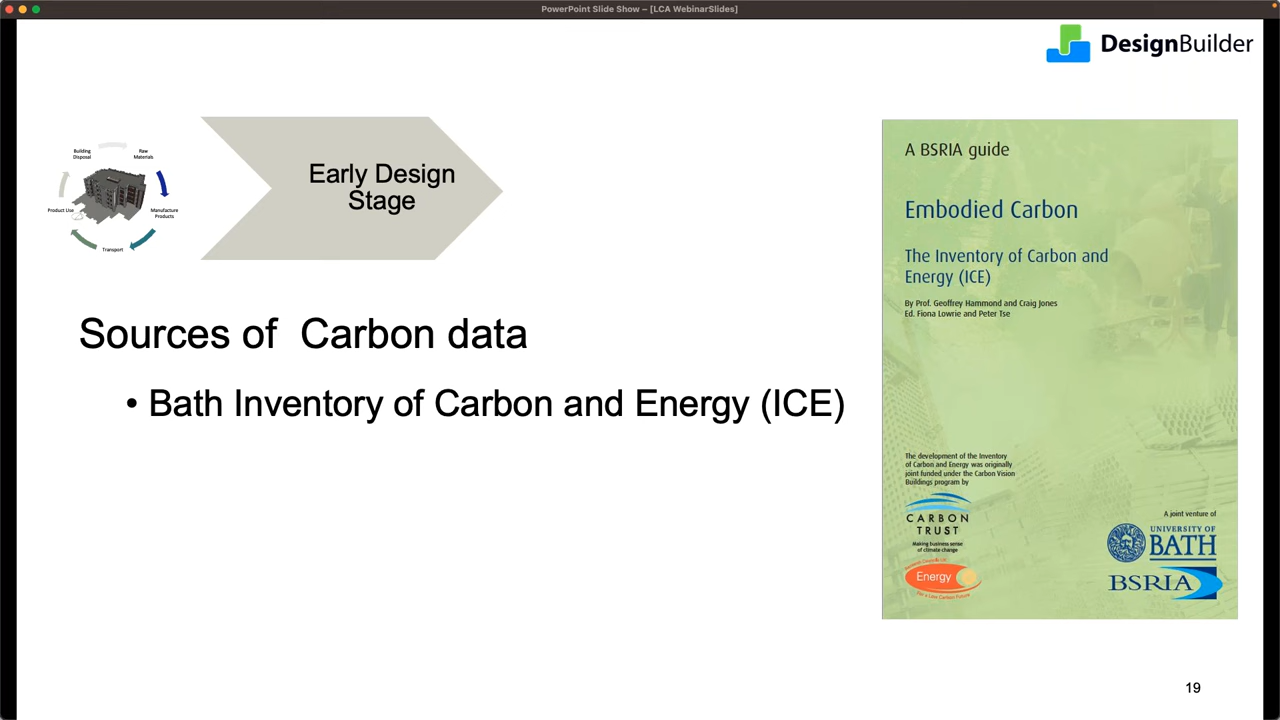 PowerPoint Slide Show – [LCA WebinarSlides]
DesignBuilder
Building
Disposal
Raw
Materials
Product Use
Manufacture
Products
Transport
Early Design
Stage
Sources of  Carbon data
• Bath Inventory of Carbon and Energy (ICE)
A BSRIA guide
Embodied Carbon
The Inventory of Carbon and
Energy (ICE)
By Prof. Geoffrey Hammond and Craig Jones
Ed. Fiona Lowrie and Peter Tse
The development of the Inventory
of Carbon and Energy was originally
joint funded under the Carbon Vision
Buildings program by
CARBON
TRUST
Making business sense
of climate change
Energy
For a Low Carbon Future
A joint venture of
UNIVERSITY OF
BATH
BSRIA
19